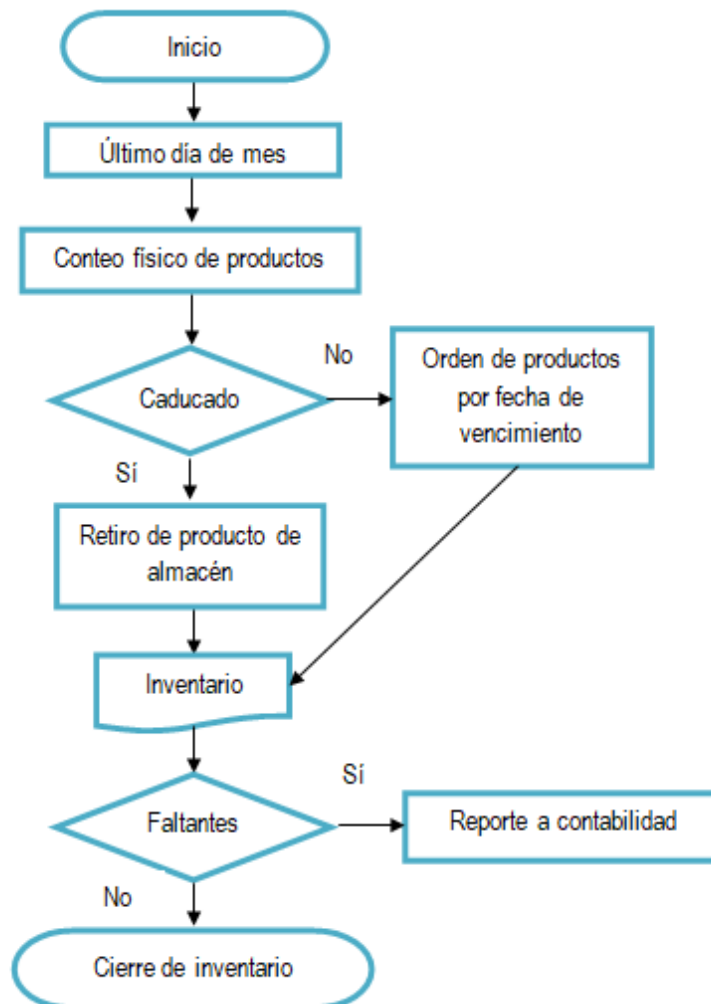 Inicio
Último día de mes
Conteo físico de productos
Caducado
No
Orden de productos
por fecha de
vencimiento
Sí
Retiro de producto de
almacén
Inventario
Faltantes
Sí
Reporte a contabilidad
No
Cierre de inventario